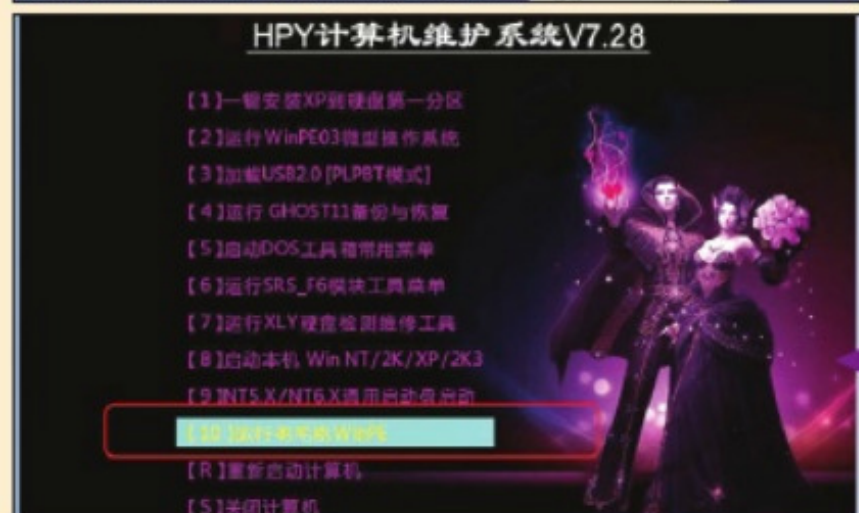 HPY计算机维护系统V7.28
【1】一键安装XP到硬盘第一分区
【2】运行WinPE03微型操作系统
【3】加载USB2.0 [PLPBT模式]
【4】运行 GHOST11备份与恢复
【5】启动DOS工具箱常用菜单
【6】运行SRS_F6模块工具菜单
【7】运行XLY硬盘检测维修工具
【8】启动本机 Win NT/2K/XP/2K3
【9】NT5.X/NT6.X通用启动盘启动
【10】运行 WinPE
【R】重新启动计算机
【S】关闭计算机